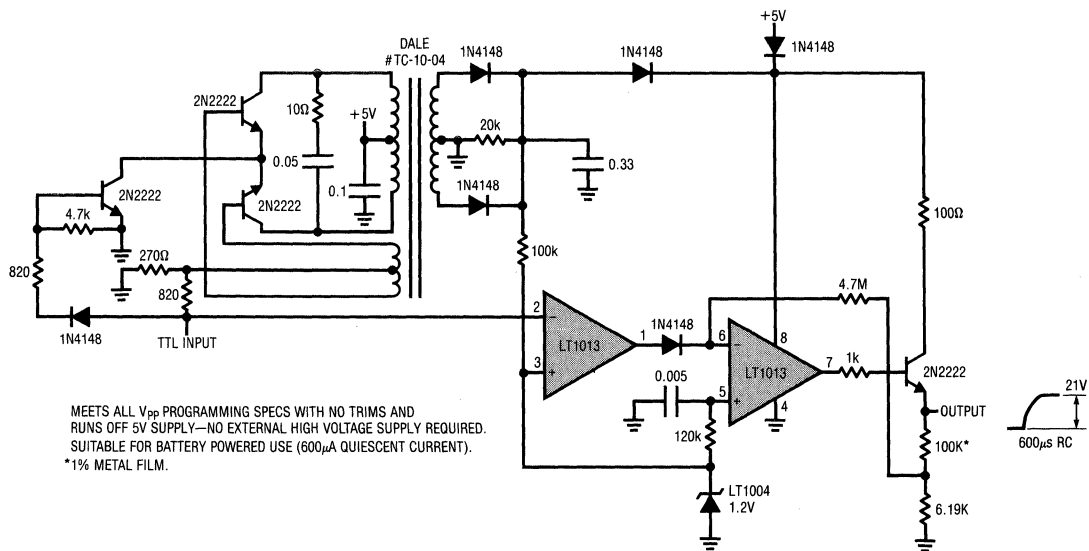 DALE
#TC-10-04
+5V
1N4148
1N4148
1N4148
2N2222
10Ω
+5V
20k
0.05
0.33
2N2222
2N2222
0.1
1N4148
4.7k
100Ω
270Ω
100k
820
820
4.7M
2
1N4148
6
8
1N4148
TTL INPUT
LT1013
1
LT1013
7
1k
2N2222
3
0.005
5
4
21V
OUTPUT
120k
100K*
600µs RC
MEETS ALL VPP PROGRAMMING SPECS WITH NO TRIMS AND
RUNS OFF 5V SUPPLY—NO EXTERNAL HIGH VOLTAGE SUPPLY REQUIRED.
SUITABLE FOR BATTERY POWERED USE (600µA QUIESCENT CURRENT).
*1% METAL FILM.
LT1004
1.2V
6.19K